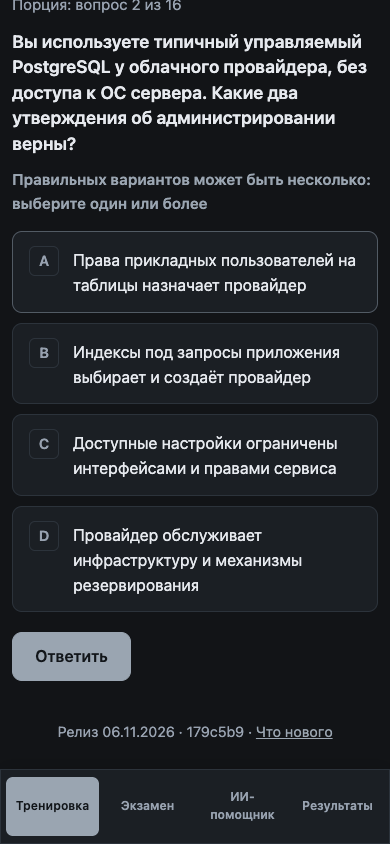 Порция: вопрос 2 из 16
Вы используете типичный управляемый
PostgreSQL у облачного провайдера, без
доступа к ОС сервера. Какие два
утверждения об администрировании
верны?
Правильных вариантов может быть несколько:
выберите один или более
A
Права прикладных пользователей на
таблицы назначает провайдер
B
Индексы под запросы приложения
выбирает и создаёт провайдер
C
Доступные настройки ограничены
интерфейсами и правами сервиса
D
Провайдер обслуживает
инфраструктуру и механизмы
резервирования
Ответить
Релиз 06.11.2026 · 179c5b9 · Что нового
Тренировка
Экзамен
ИИ-
помощник
Результаты